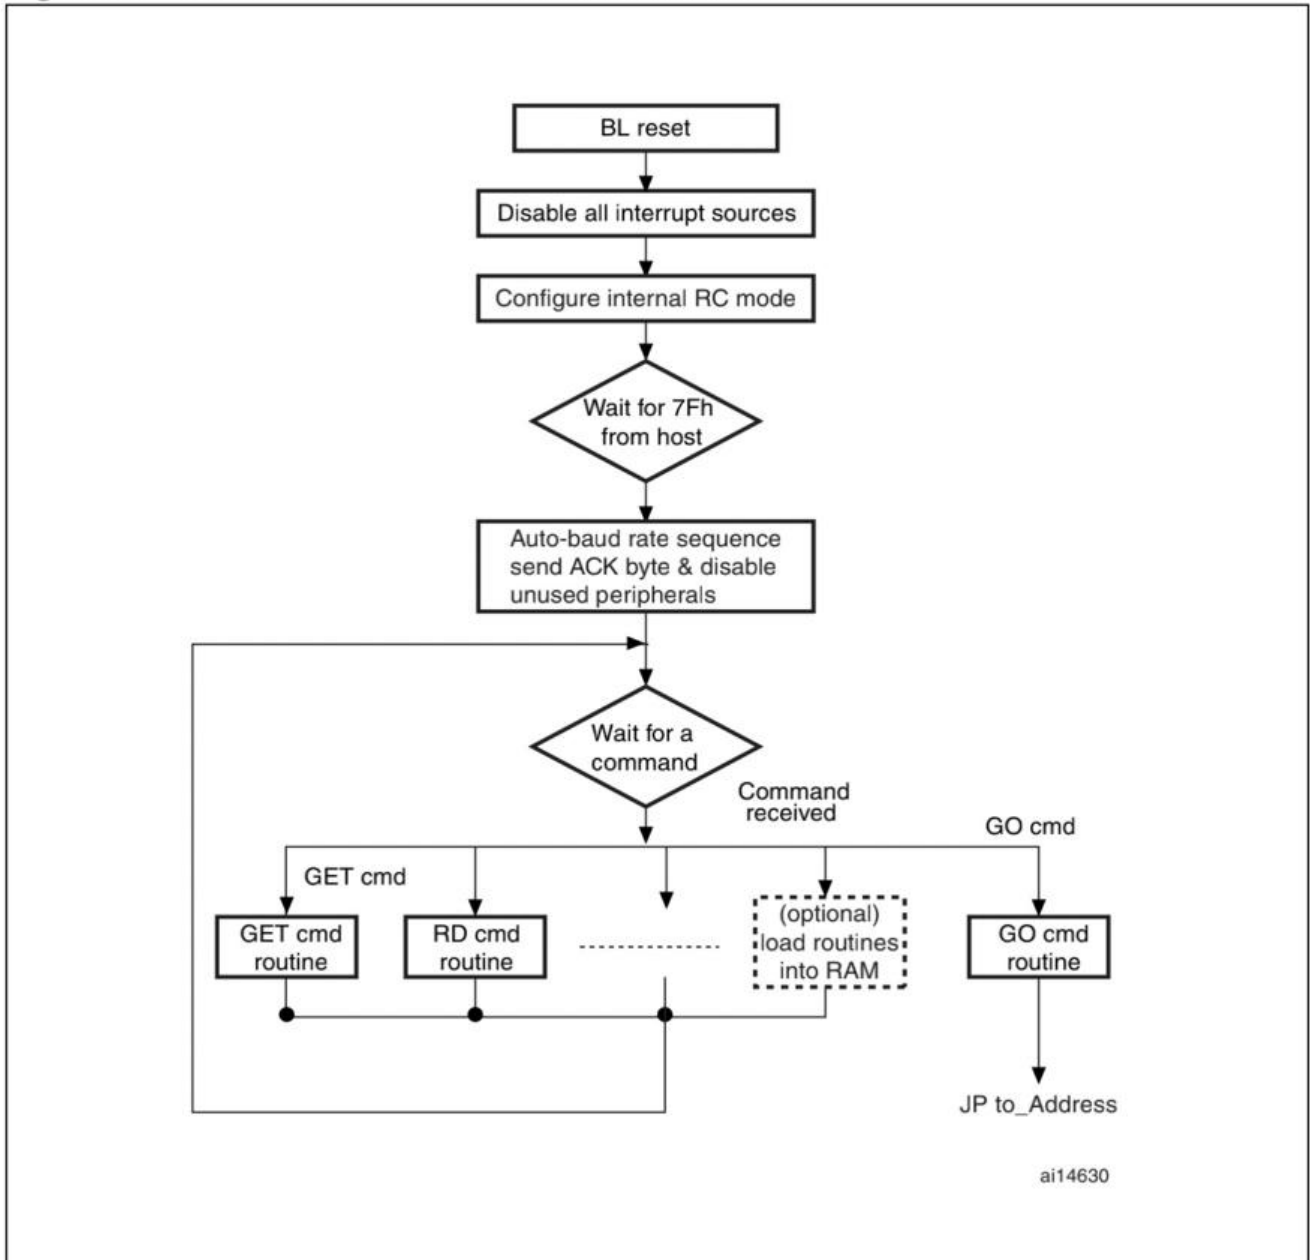 BL reset
Disable all interrupt sources
Configure internal RC mode
Wait for 7Fh
from host
Auto-baud rate sequence
send ACK byte & disable
unused peripherals
Wait for a
command
Command
received
GO cmd
GET cmd
GET cmd
routine
RD cmd
routine
(optional)
load routines
into RAM
GO cmd
routine
JP to_Address
ai14630